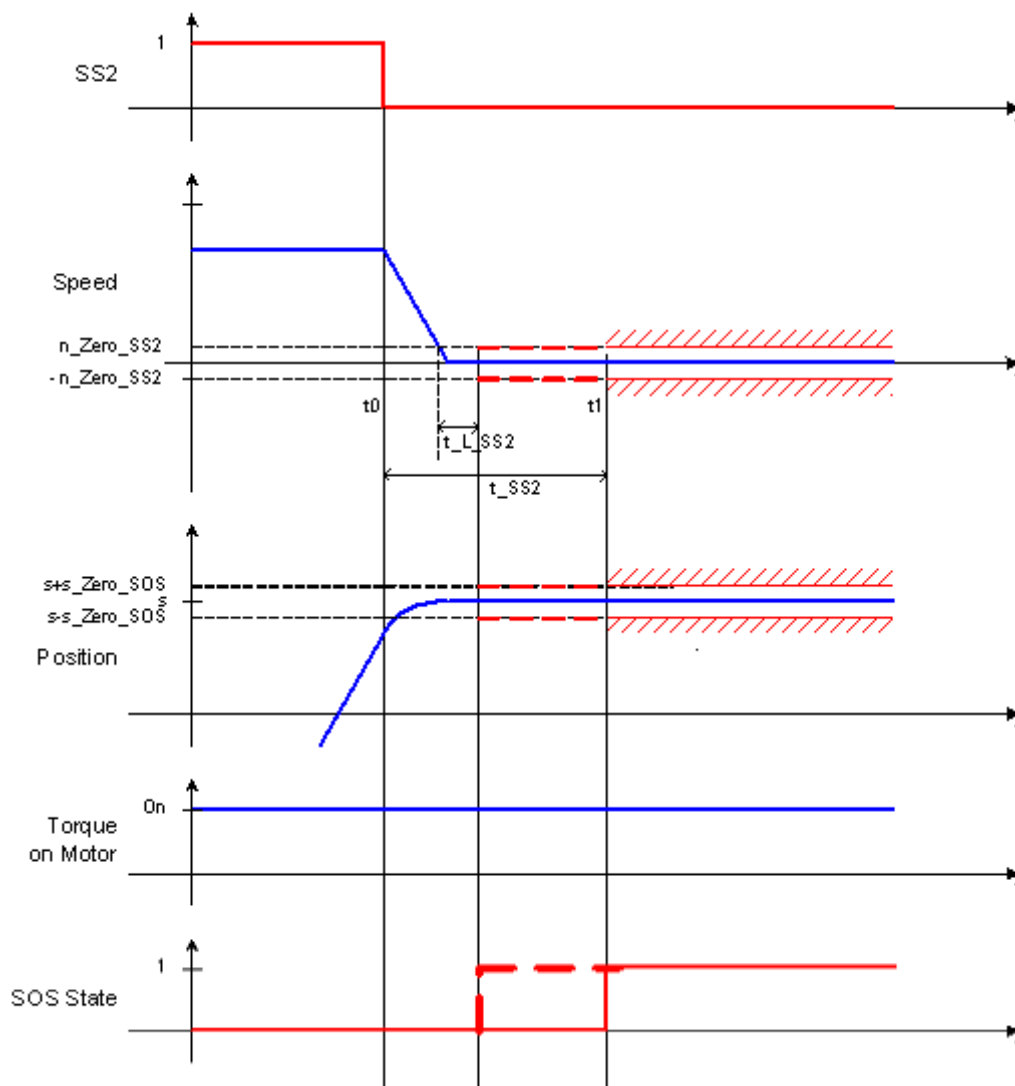 1
SS2
Speed
n_Zero_SS2
-n_Zero_SS2
t0
t1
t_L_SS2
t_SS2
s+s_Zero_SOS
s
s-s_Zero_SOS
Position
On
Torque
on Motor
1
SOS State